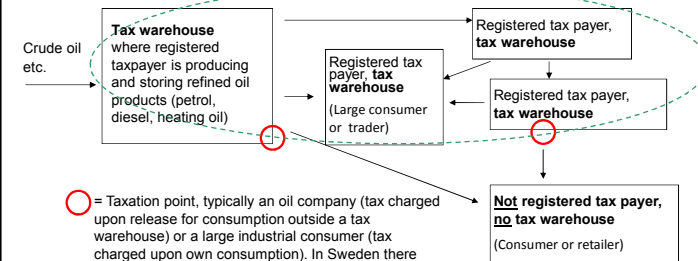 Crude oil
etc.
Tax warehouse
where registered
taxpayer is producing
and storing refined oil
products (petrol,
diesel, heating oil)
Registered tax
payer, tax
warehouse
(Large consumer
or trader)
Registered tax payer,
tax warehouse
Registered tax payer,
tax warehouse
Not registered tax payer,
no tax warehouse
(Consumer or retailer)
= Taxation point, typically an oil company (tax charged
upon release for consumption outside a tax
warehouse) or a large industrial consumer (tax
charged upon own consumption). In Sweden there